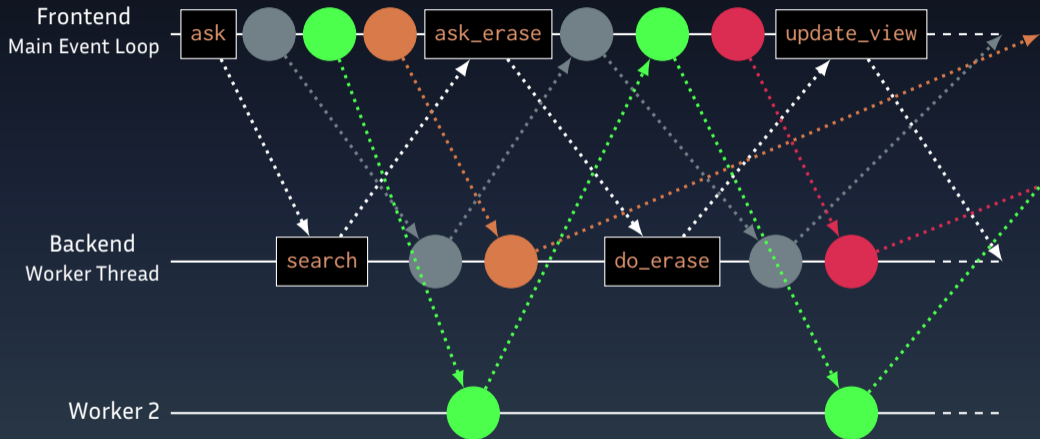 Frontend
Main Event Loop
ask
ask_erase
update_view
Backend
Worker Thread
search
do_erase
Worker 2